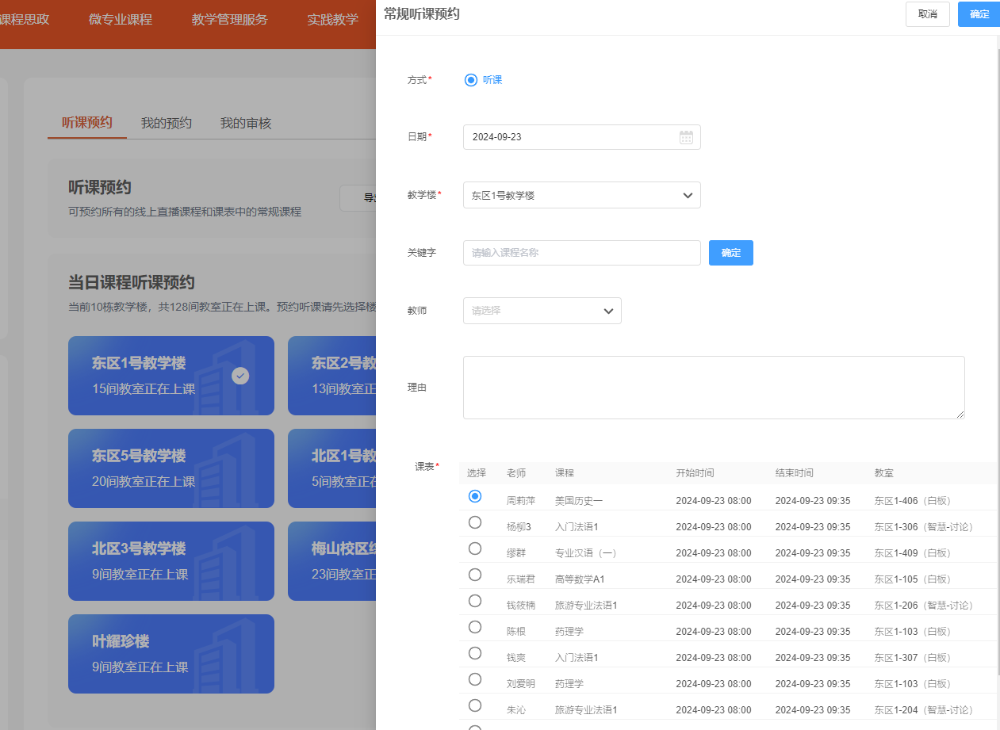 课程思政 微专业课程 教学管理服务 实践教学
常规听课预约 取消 确定
听课预约 我的预约 我的审核
听课预约
可预约所有的线上直播课程和课表中的常规课程
当日课程听课预约
当前10栋教学楼，共128间教室正在上课。预约听课请先选择楼
东区1号教学楼
15间教室正在上课
东区2号教
13间教室正
东区5号教学楼
20间教室正在上课
北区1号教
5间教室正在
北区3号教学楼
9间教室正在上课
梅山校区综
23间教室正
叶耀珍楼
9间教室正在上课
方式* 听课
日期* 2024-09-23
教学楼* 东区1号教学楼
关键字 请输入课程名称 确定
教师 请选择
理由
课表*
选择 老师 课程 开始时间 结束时间 教室
周莉萍 美国历史一 2024-09-23 08:00 2024-09-23 09:35 东区1-406（白板）
杨柳3 入门法语1 2024-09-23 08:00 2024-09-23 09:35 东区1-306（智慧-讨论）
缪群 专业汉语（一） 2024-09-23 08:00 2024-09-23 09:35 东区1-409（白板）
乐瑞君 高等数学A1 2024-09-23 08:00 2024-09-23 09:35 东区1-105（白板）
钱筱楠 旅游专业法语1 2024-09-23 08:00 2024-09-23 09:35 东区1-206（智慧-讨论）
陈根 药理学 2024-09-23 08:00 2024-09-23 09:35 东区1-103（白板）
钱爽 入门法语1 2024-09-23 08:00 2024-09-23 09:35 东区1-307（白板）
刘爱明 药理学 2024-09-23 08:00 2024-09-23 09:35 东区1-103（白板）
朱沁 旅游专业法语1 2024-09-23 08:00 2024-09-23 09:35 东区1-204（智慧-讨论）